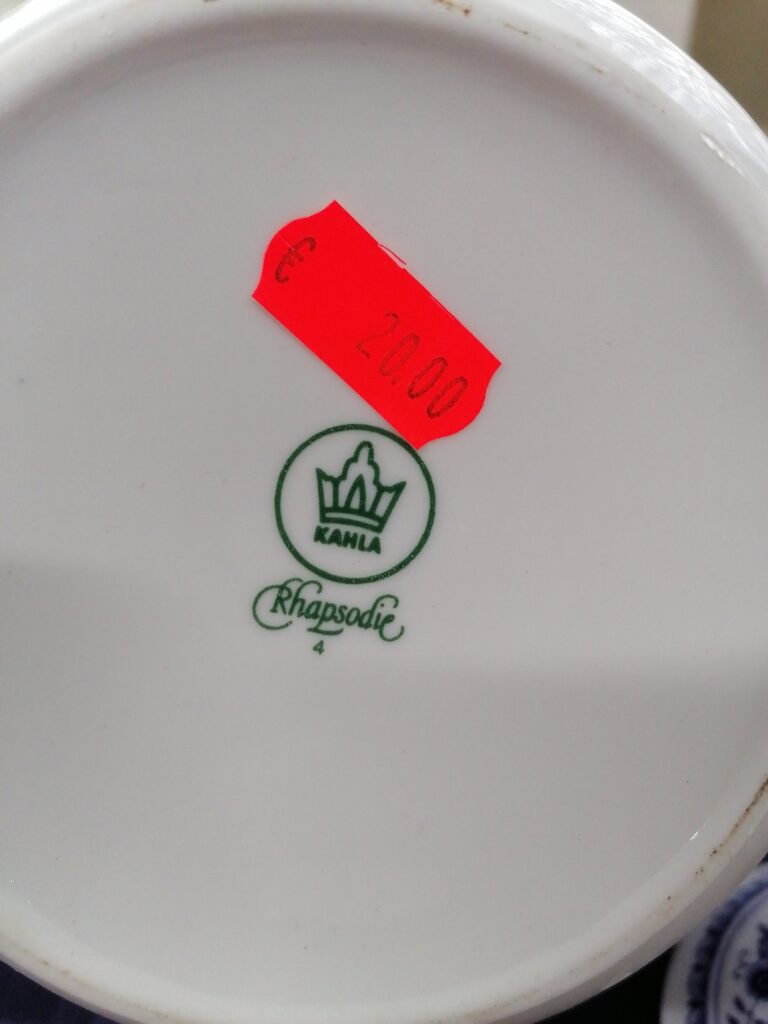 € 20.00
KAHLA
Rhapsodie
4